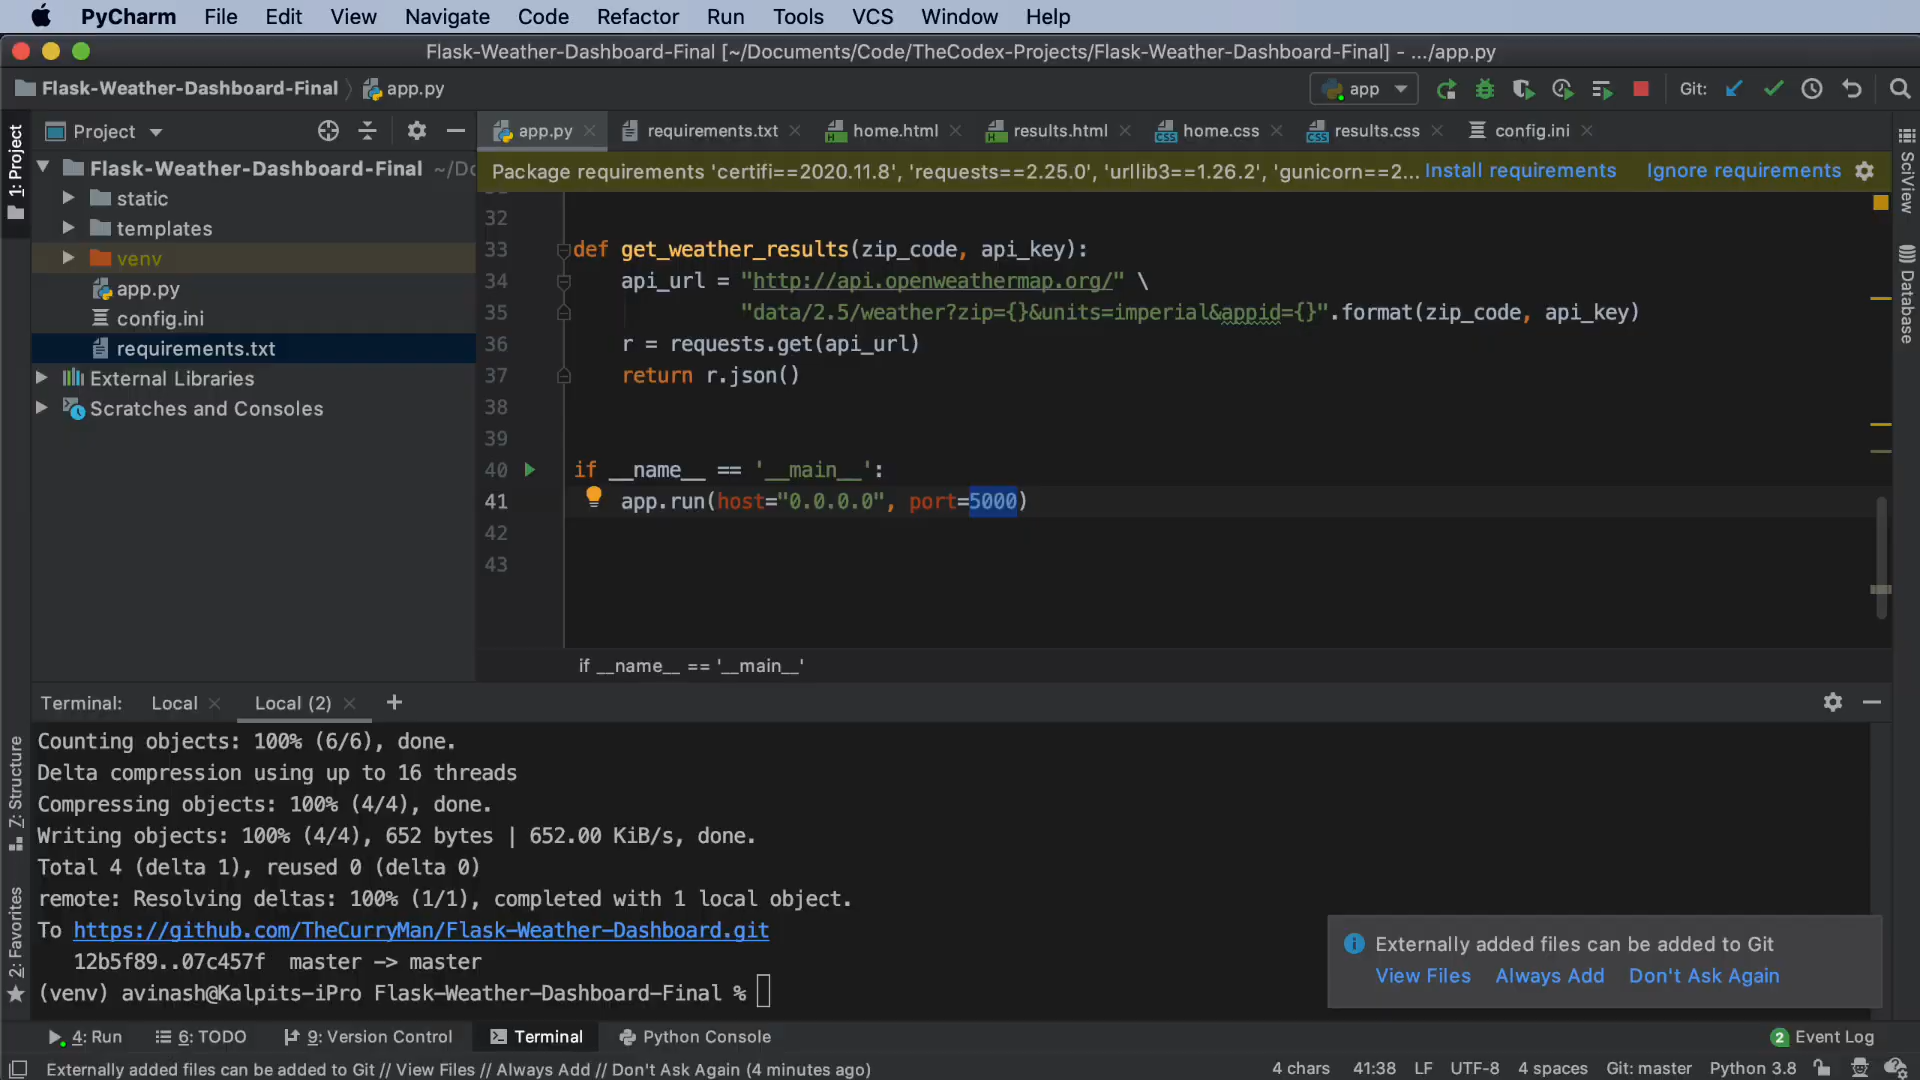 PyCharm File Edit View Navigate Code Refactor Run Tools VCS Window Help
Flask-Weather-Dashboard-Final [~/Documents/Code/TheCodex-Projects/Flask-Weather-Dashboard-Final] - .../app.py
Flask-Weather-Dashboard-Final app.py app Git:
1: Project
Project
app.py requirements.txt home.html results.html home.css results.css config.ini
Flask-Weather-Dashboard-Final ~/Dc
static
templates
venv
app.py
config.ini
requirements.txt
External Libraries
Scratches and Consoles
Package requirements 'certifi==2020.11.8', 'requests==2.25.0', 'urllib3==1.26.2', 'gunicorn==2... Install requirements Ignore requirements
32
33 def get_weather_results(zip_code, api_key):
34 api_url = "http://api.openweathermap.org/" \
35 "data/2.5/weather?zip={}&units=imperial&appid={}".format(zip_code, api_key)
36 r = requests.get(api_url)
37 return r.json()
38
39
40 if __name__ == '__main__':
41 app.run(host="0.0.0.0", port=5000)
42
43
if __name__ == '__main__'
SciView
Database
Terminal: Local Local (2) +
Counting objects: 100% (6/6), done.
Delta compression using up to 16 threads
Compressing objects: 100% (4/4), done.
Writing objects: 100% (4/4), 652 bytes | 652.00 KiB/s, done.
Total 4 (delta 1), reused 0 (delta 0)
remote: Resolving deltas: 100% (1/1), completed with 1 local object.
To https://github.com/TheCurryMan/Flask-Weather-Dashboard.git
12b5f89..07c457f master -> master
(venv) avinash@Kalpits-iPro Flask-Weather-Dashboard-Final %
Z: Structure
2: Favorites
Externally added files can be added to Git
View Files Always Add Don't Ask Again
4: Run 6: TODO 9: Version Control Terminal Python Console 2 Event Log
Externally added files can be added to Git // View Files // Always Add // Don't Ask Again (4 minutes ago) 4 chars 41:38 LF UTF-8 4 spaces Git: master Python 3.8